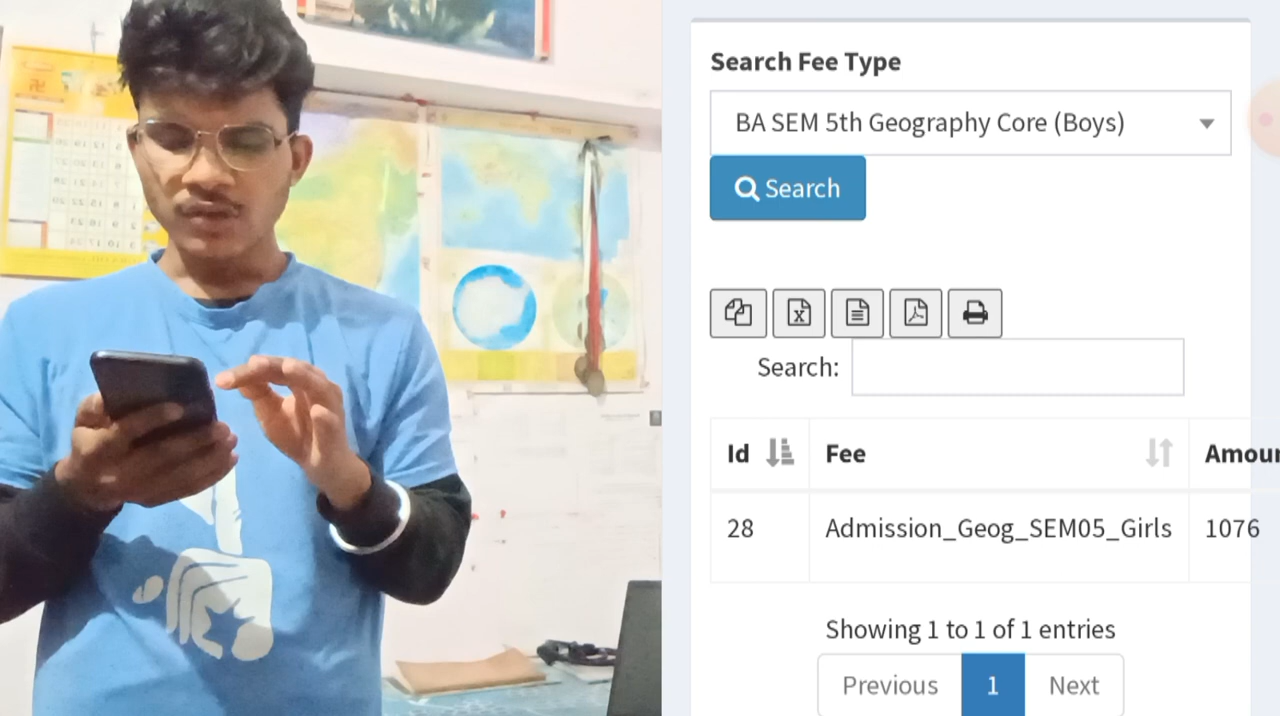 Search Fee Type
BA SEM 5th Geography Core (Boys)
Search
Search:
Id Fee
28 Admission_Geog_SEM05_Girls 1076
Showing 1 to 1 of 1 entries
Previous 1 Next